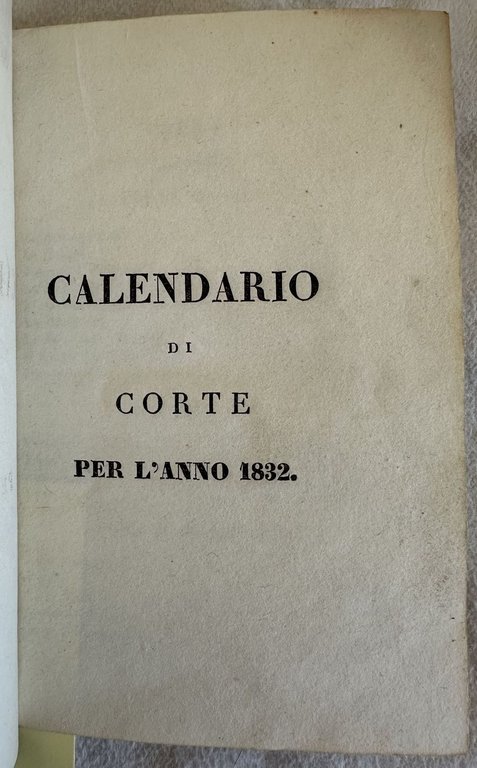 CALENDARIO
DI
CORTE
PER L'ANNO 1832.